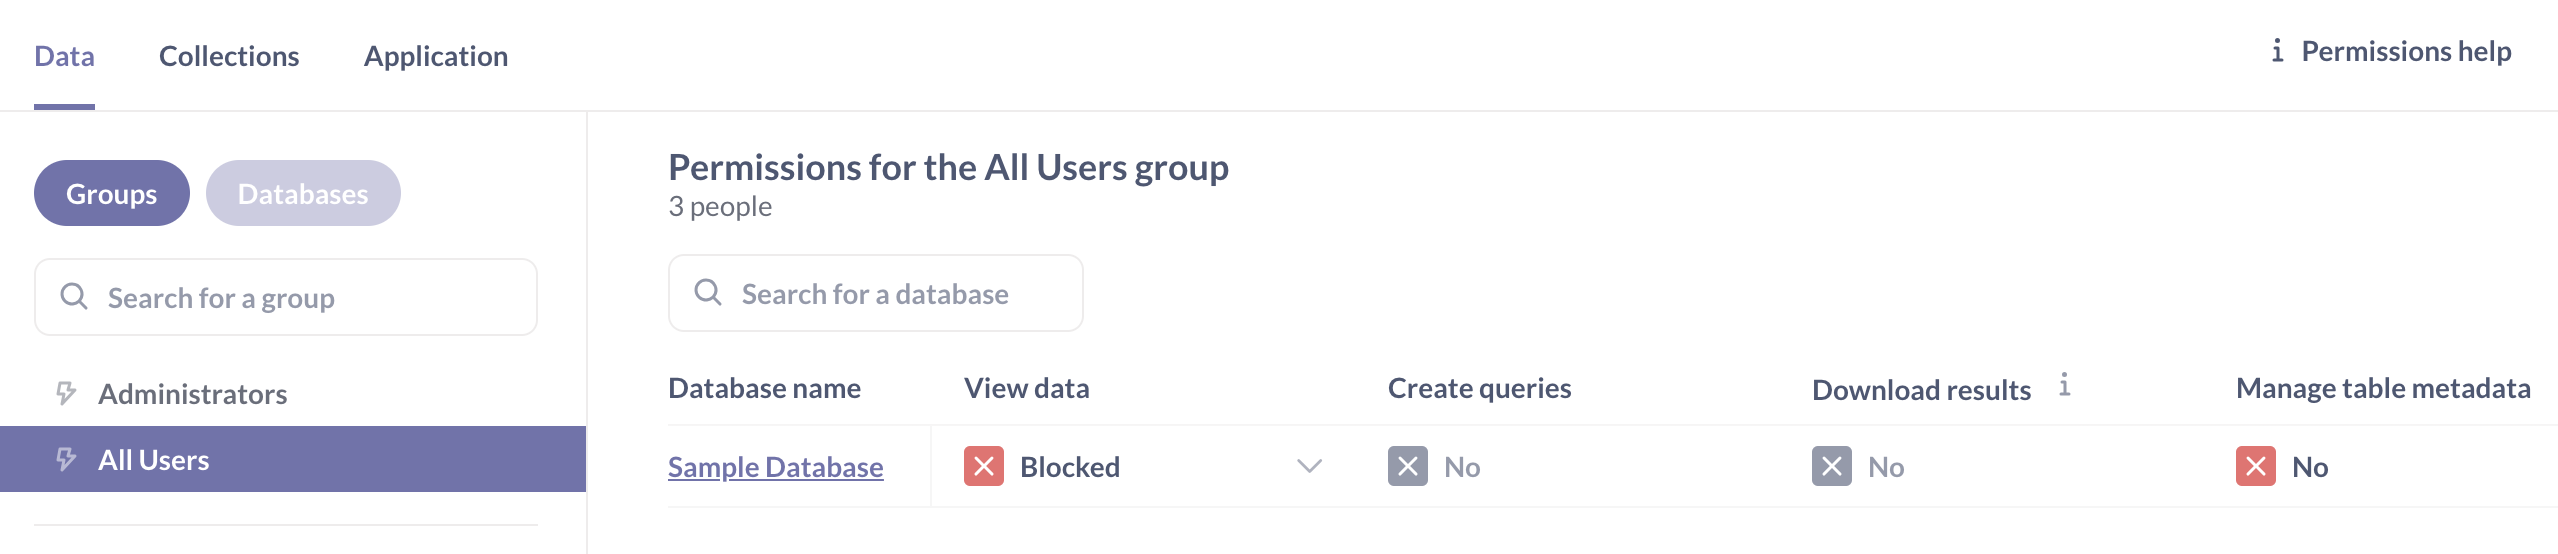 Data Collections Application
Permissions help
Groups Databases
Search for a group
Administrators
All Users
Permissions for the All Users group
3 people
Search for a database
Database name View data Create queries Download results Manage table metadata
Sample Database Blocked No No No